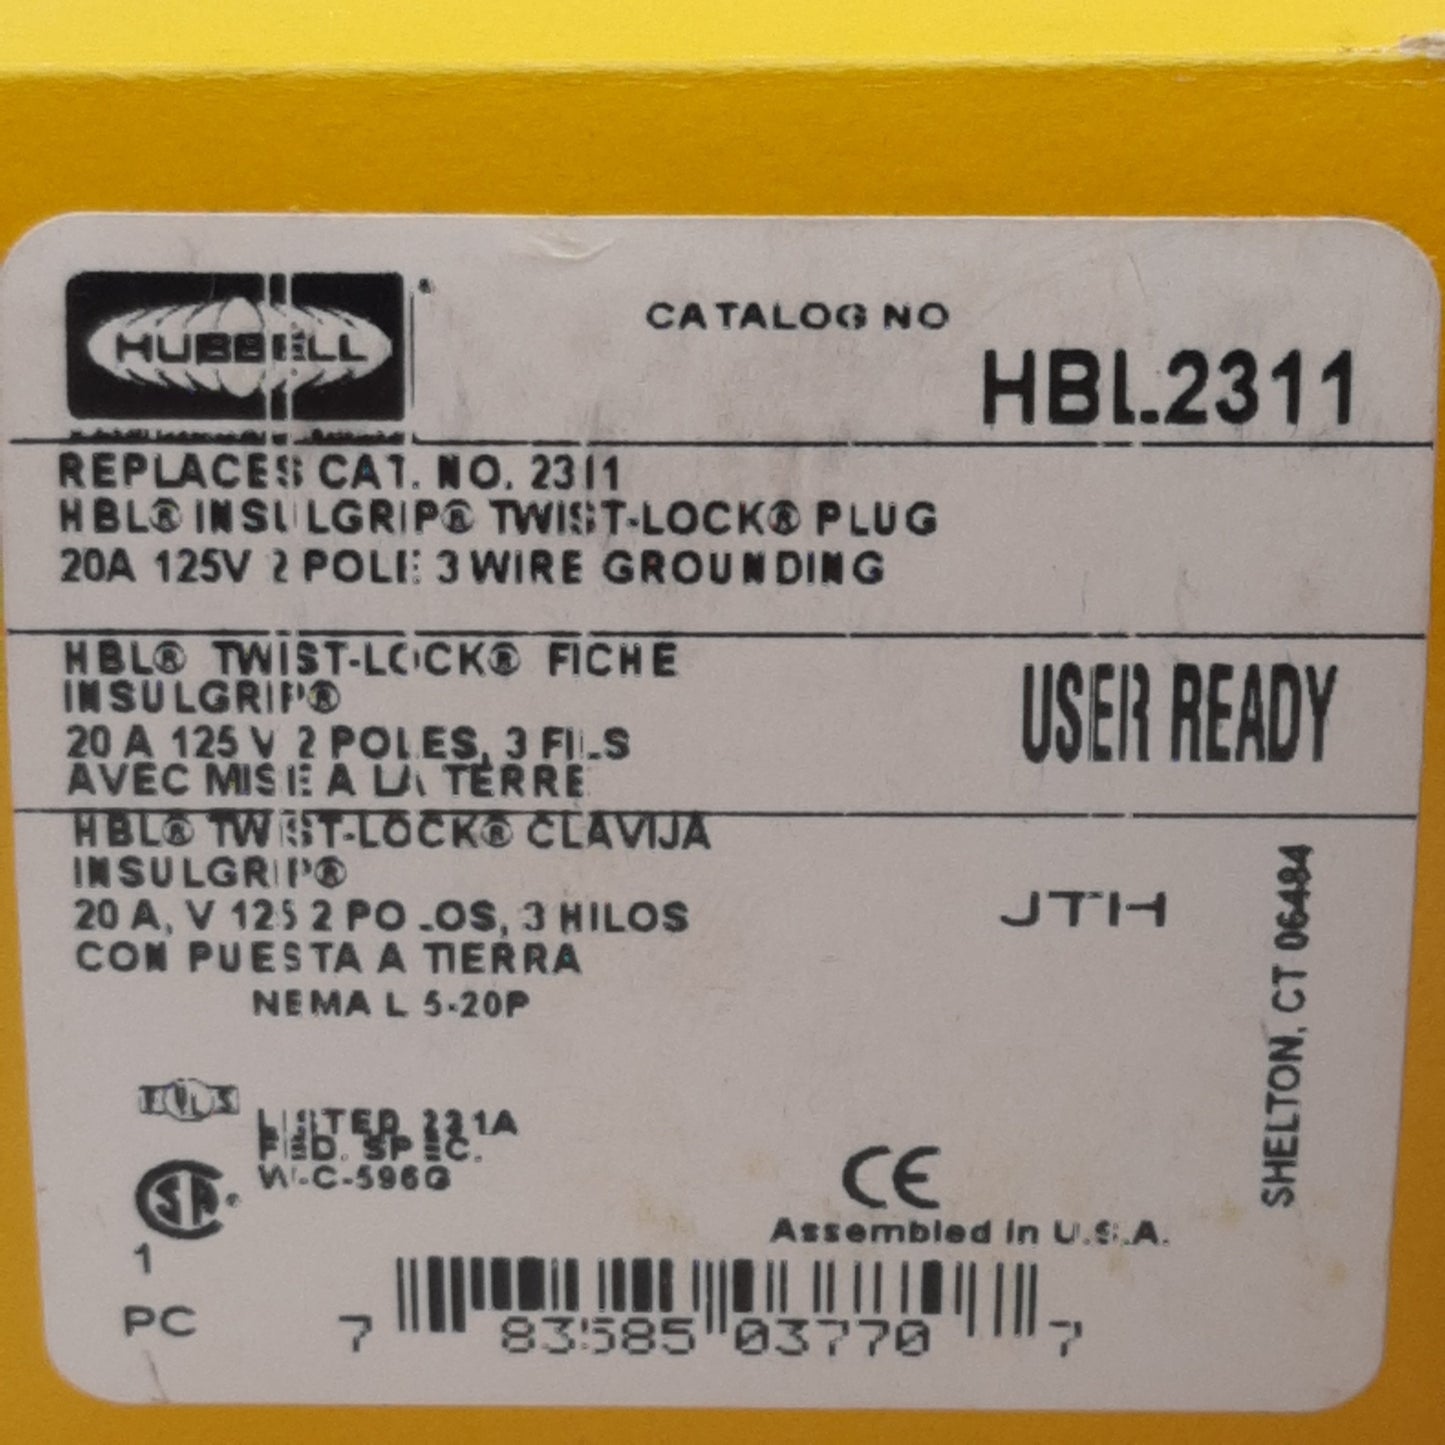 HUBBELL
CATALOG NO
HBL2311
REPLACES CAT. NO. 2311
HBL® INSULGRIP® TWIST-LOCK® PLUG
20A 125V 2 POLE 3 WIRE GROUNDING
HBL® TWIST-LOCK® FICHE
INSULGRIP®
20 A 125 V 2 POLES, 3 FILS
AVEC MISE A LA TERRE
USER READY
HBL® TWIST-LOCK® CLAVIJA
INSULGRIP®
20 A, V 125 2 POLOS, 3 HILOS
CON PUESTA A TIERRA
NEMA L 5-20P
JTH
SHELTON, CT 06484
LISTED
FED. SPEC.
W-C-596G
CE
Assembled in U.S.A.
1
PC
7 83585 03770 7